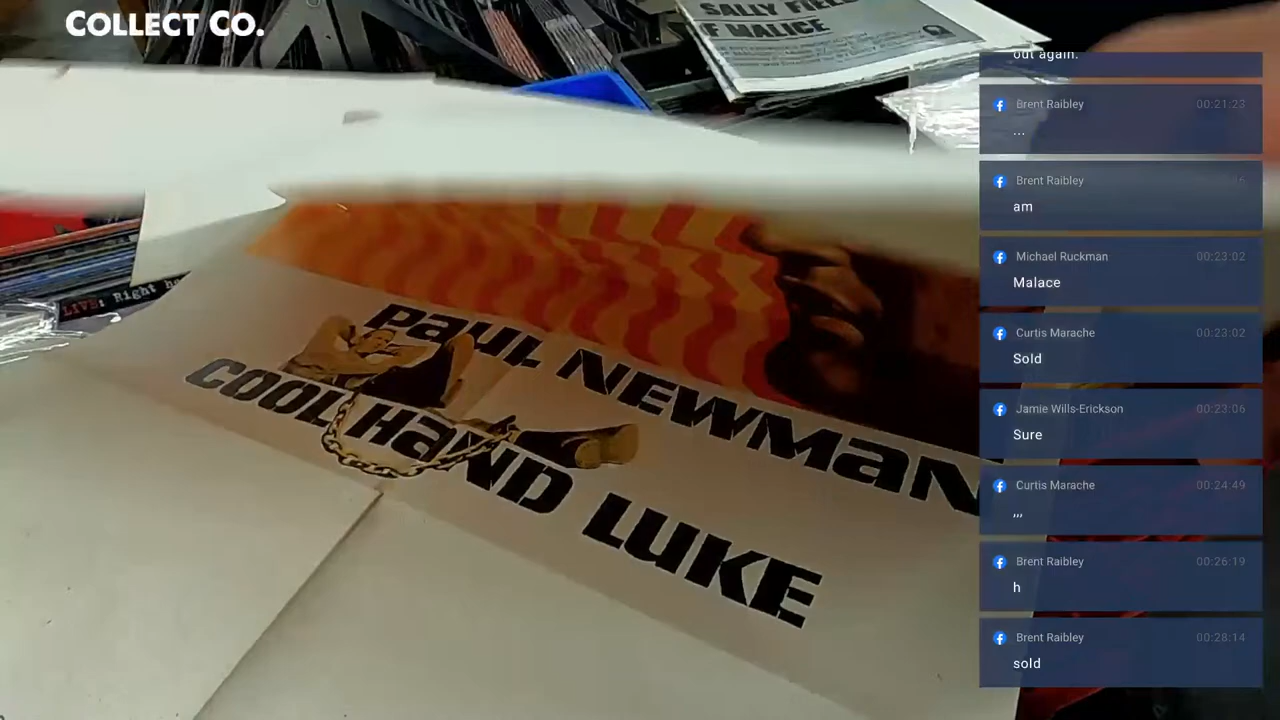 COLLECT CO.
SALLY FIEL
F MALICE
LIVE: Right h
PAUL NEWMAN
COOL HAND LUKE
out again.
Brent Raibley 00:21:23
...
Brent Raibley
am
Michael Ruckman 00:23:02
Malace
Curtis Marache 00:23:02
Sold
Jamie Wills-Erickson 00:23:06
Sure
Curtis Marache 00:24:49
,,,
Brent Raibley 00:26:19
h
Brent Raibley 00:28:14
sold